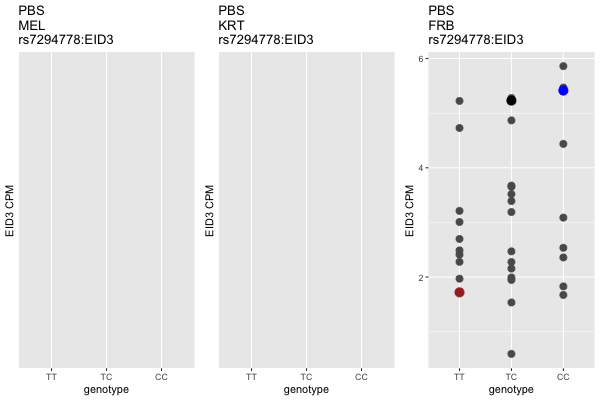 PBS
MEL
rs7294778:EID3
EID3 CPM
TT TC CC
genotype
PBS
KRT
rs7294778:EID3
EID3 CPM
TT TC CC
genotype
PBS
FRB
rs7294778:EID3
6
4
2
EID3 CPM
TT TC CC
genotype